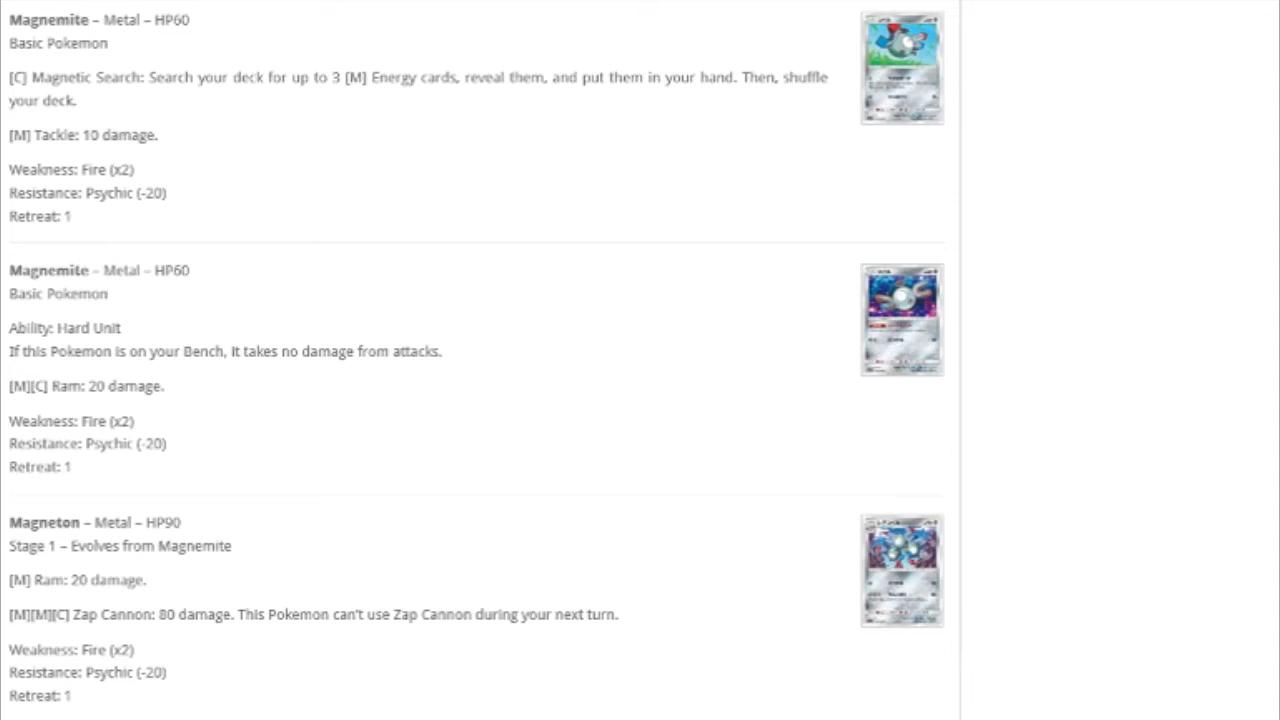 Magnemite – Metal – HP60
Basic Pokemon
[C] Magnetic Search: Search your deck for up to 3 [M] Energy cards, reveal them, and put them in your hand. Then, shuffle
your deck.
[M] Tackle: 10 damage.
Weakness: Fire (x2)
Resistance: Psychic (-20)
Retreat: 1
Magnemite – Metal – HP60
Basic Pokemon
Ability: Hard Unit
If this Pokemon is on your Bench, it takes no damage from attacks.
[M][C] Ram: 20 damage.
Weakness: Fire (x2)
Resistance: Psychic (-20)
Retreat: 1
Magneton – Metal – HP90
Stage 1 – Evolves from Magnemite
[M] Ram: 20 damage.
[M][M][C] Zap Cannon: 80 damage. This Pokemon can't use Zap Cannon during your next turn.
Weakness: Fire (x2)
Resistance: Psychic (-20)
Retreat: 1